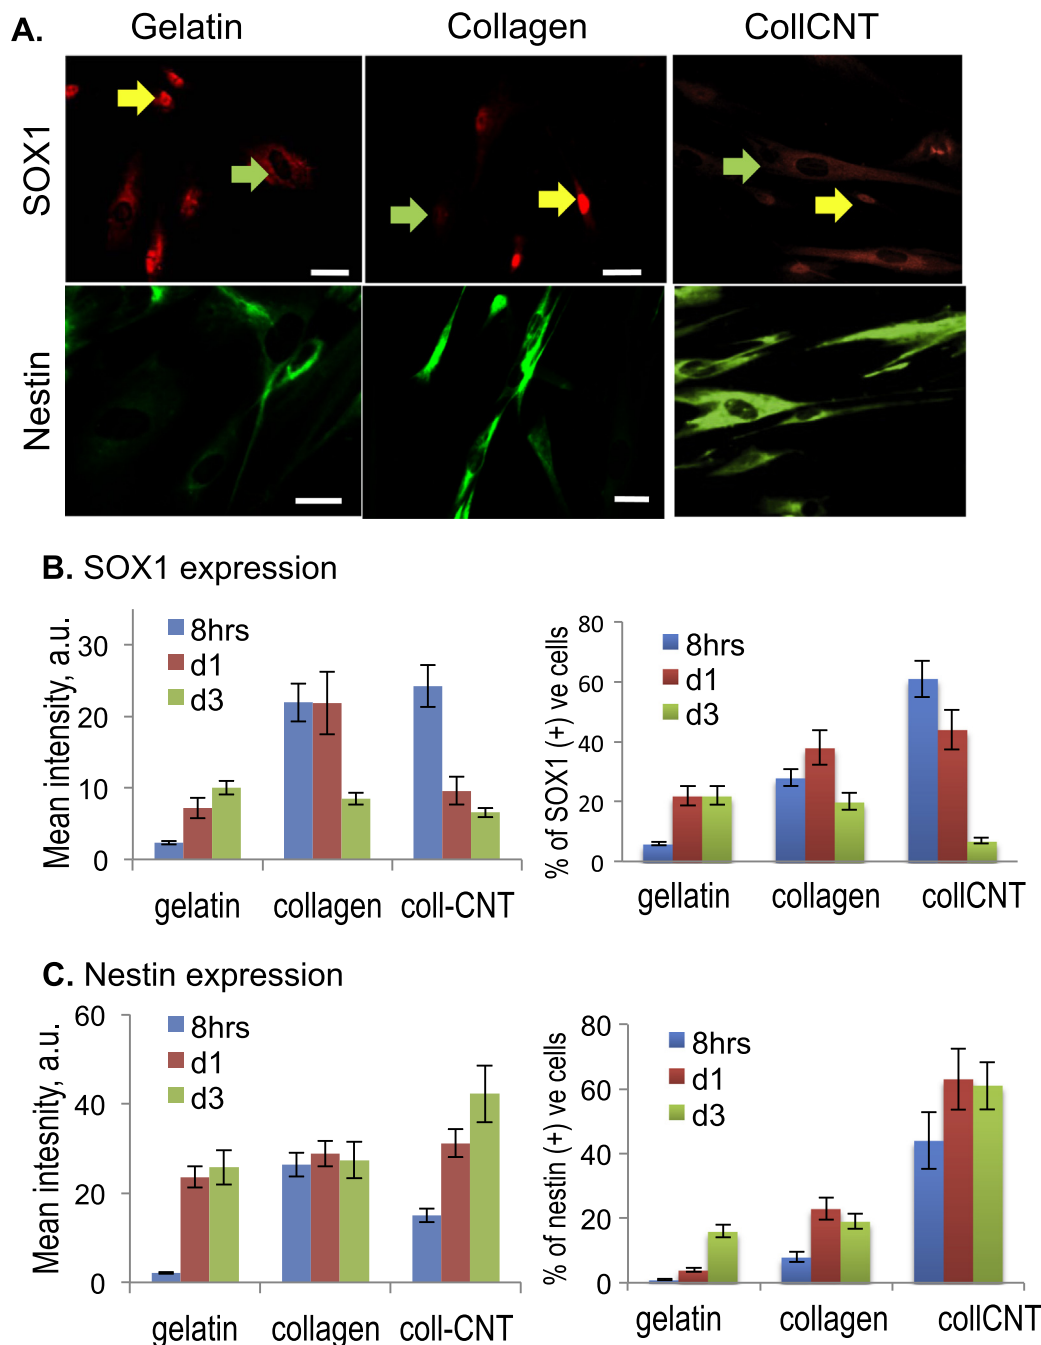 A.
Gelatin
Collagen
CollCNT
SOX1
Nestin
B. SOX1 expression
Mean intensity, a.u.
30
20
10
0
8hrs
d1
d3
gelatin
collagen
coll-CNT
% of SOX1 (+) ve cells
80
60
40
20
0
8hrs
d1
d3
gellatin
collagen
collCNT
C. Nestin expression
Mean intesnity, a.u.
60
40
20
0
8hrs
d1
d3
gelatin
collagen
coll-CNT
% of nestin (+) ve cells
80
60
40
20
0
8hrs
d1
d3
gelatin
collagen
collCNT